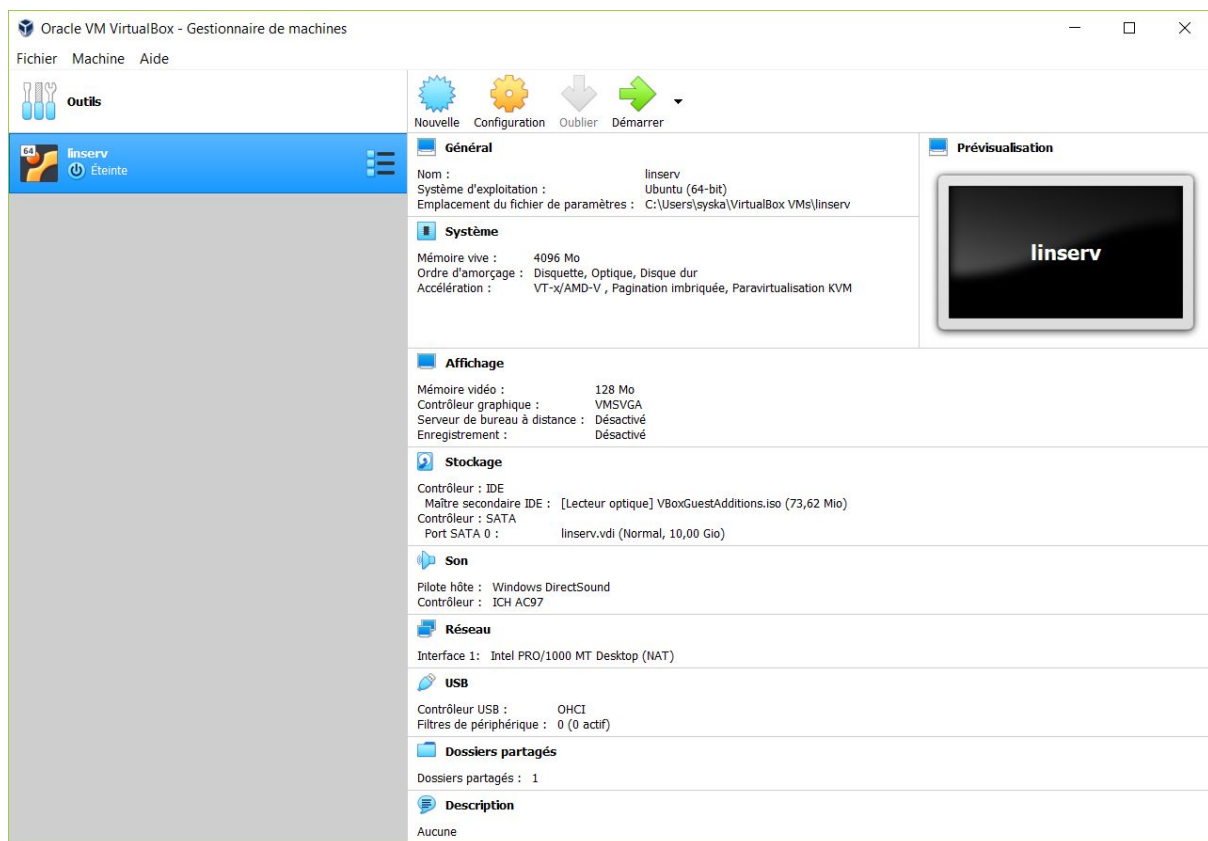 Oracle VM VirtualBox - Gestionnaire de machines
Fichier Machine Aide
Outils
Nouvelle Configuration Oublier Démarrer
64
linserv
Éteinte
Général
Nom : linserv
Système d'exploitation : Ubuntu (64-bit)
Emplacement du fichier de paramètres : C:\Users\syska\VirtualBox VMs\linserv
Prévisualisation
linserv
Système
Mémoire vive : 4096 Mo
Ordre d'amorçage : Disquette, Optique, Disque dur
Accélération : VT-x/AMD-V , Pagination imbriquée, Paravirtualisation KVM
Affichage
Mémoire vidéo : 128 Mo
Contrôleur graphique : VMSVGA
Serveur de bureau à distance : Désactivé
Enregistrement : Désactivé
Stockage
Contrôleur : IDE
Maître secondaire IDE : [Lecteur optique] VBoxGuestAdditions.iso (73,62 Mio)
Contrôleur : SATA
Port SATA 0 : linserv.vdi (Normal, 10,00 Gio)
Son
Pilote hôte : Windows DirectSound
Contrôleur : ICH AC97
Réseau
Interface 1: Intel PRO/1000 MT Desktop (NAT)
USB
Contrôleur USB : OHCI
Filtres de périphérique : 0 (0 actif)
Dossiers partagés
Dossiers partagés : 1
Description
Aucune